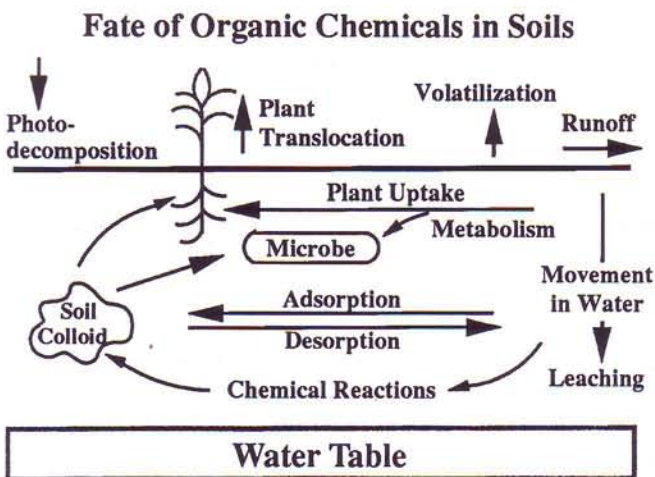 Fate of Organic Chemicals in Soils
Photo-
decomposition
Plant
Translocation
Volatilization
Runoff
Plant Uptake
Metabolism
Microbe
Movement
in Water
Soil
Colloid
Adsorption
Desorption
Leaching
Chemical Reactions
Water Table